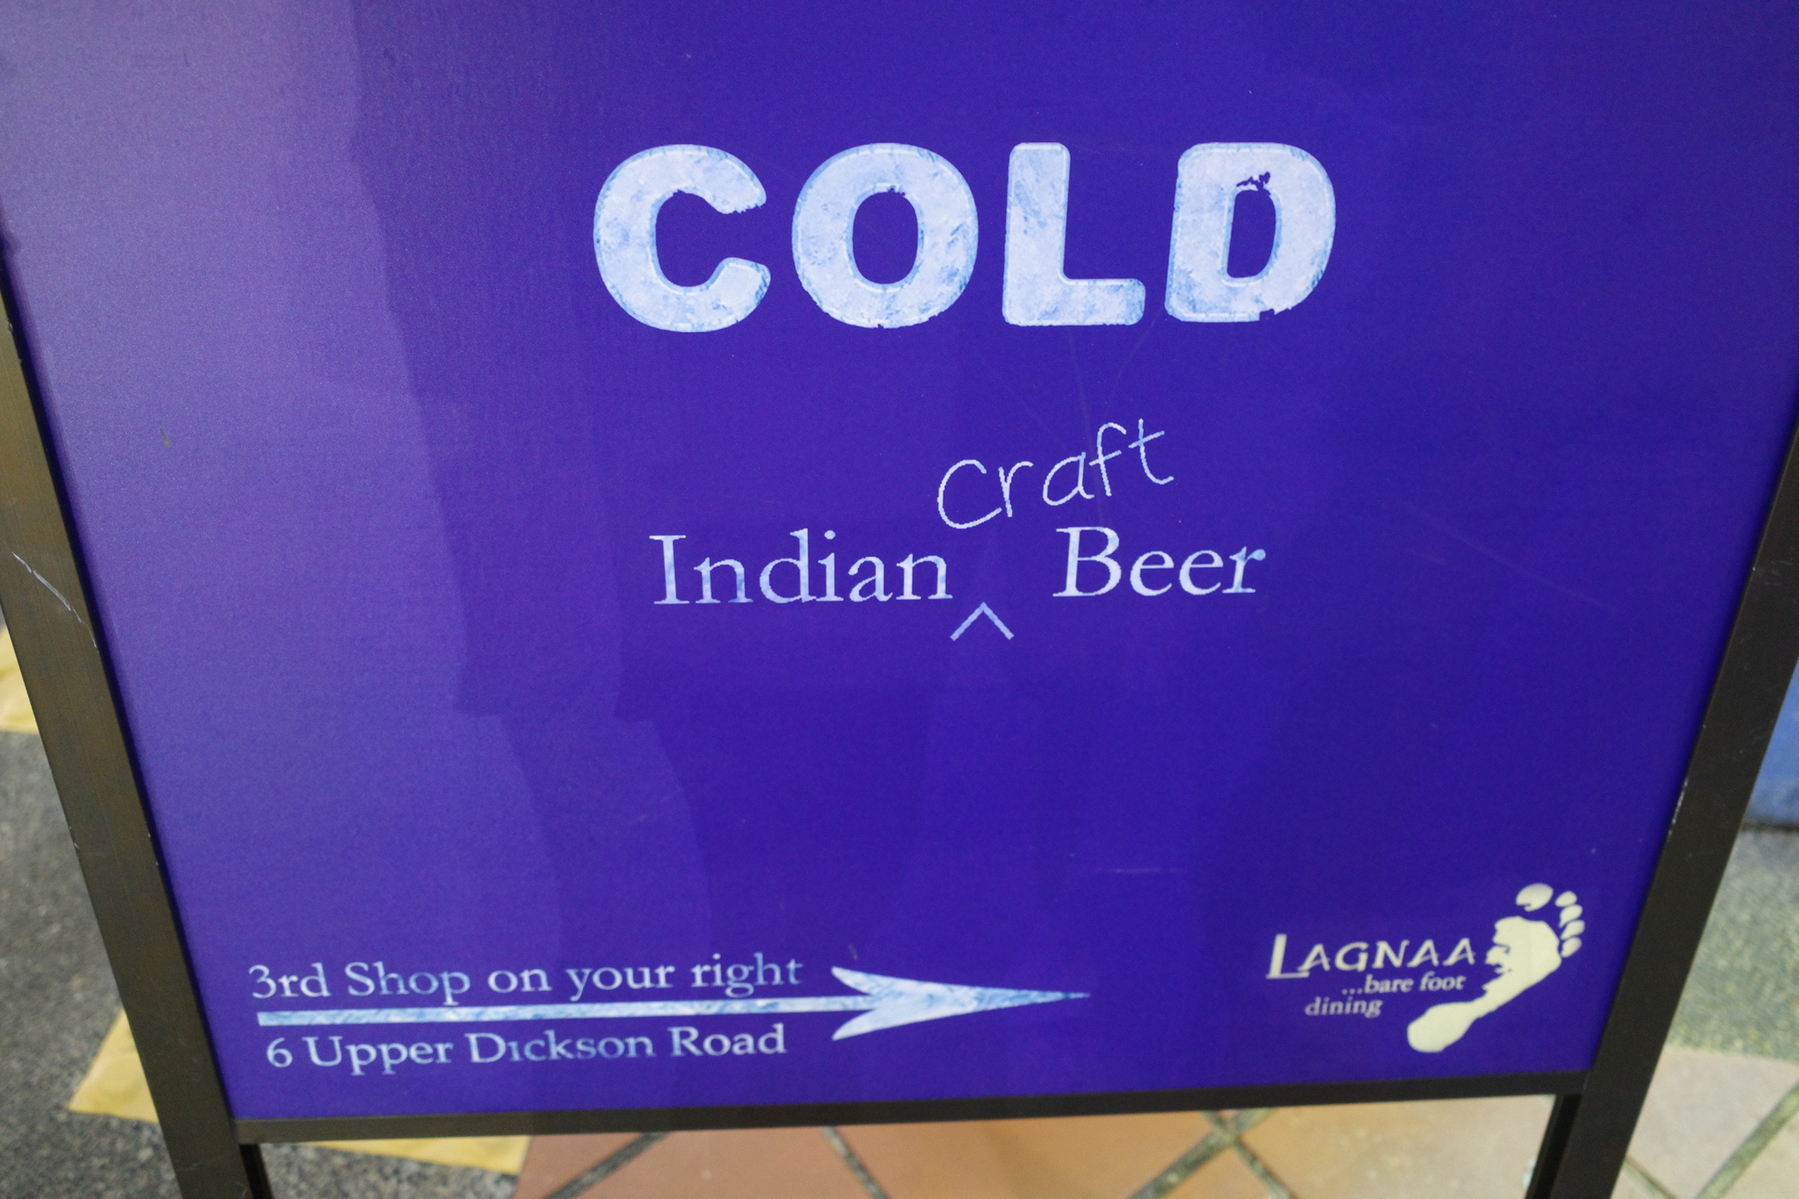 COLD
Craft
Indian ^ Beer
3rd Shop on your right
6 Upper Dickson Road
LAGNAA
...bare foot
dining